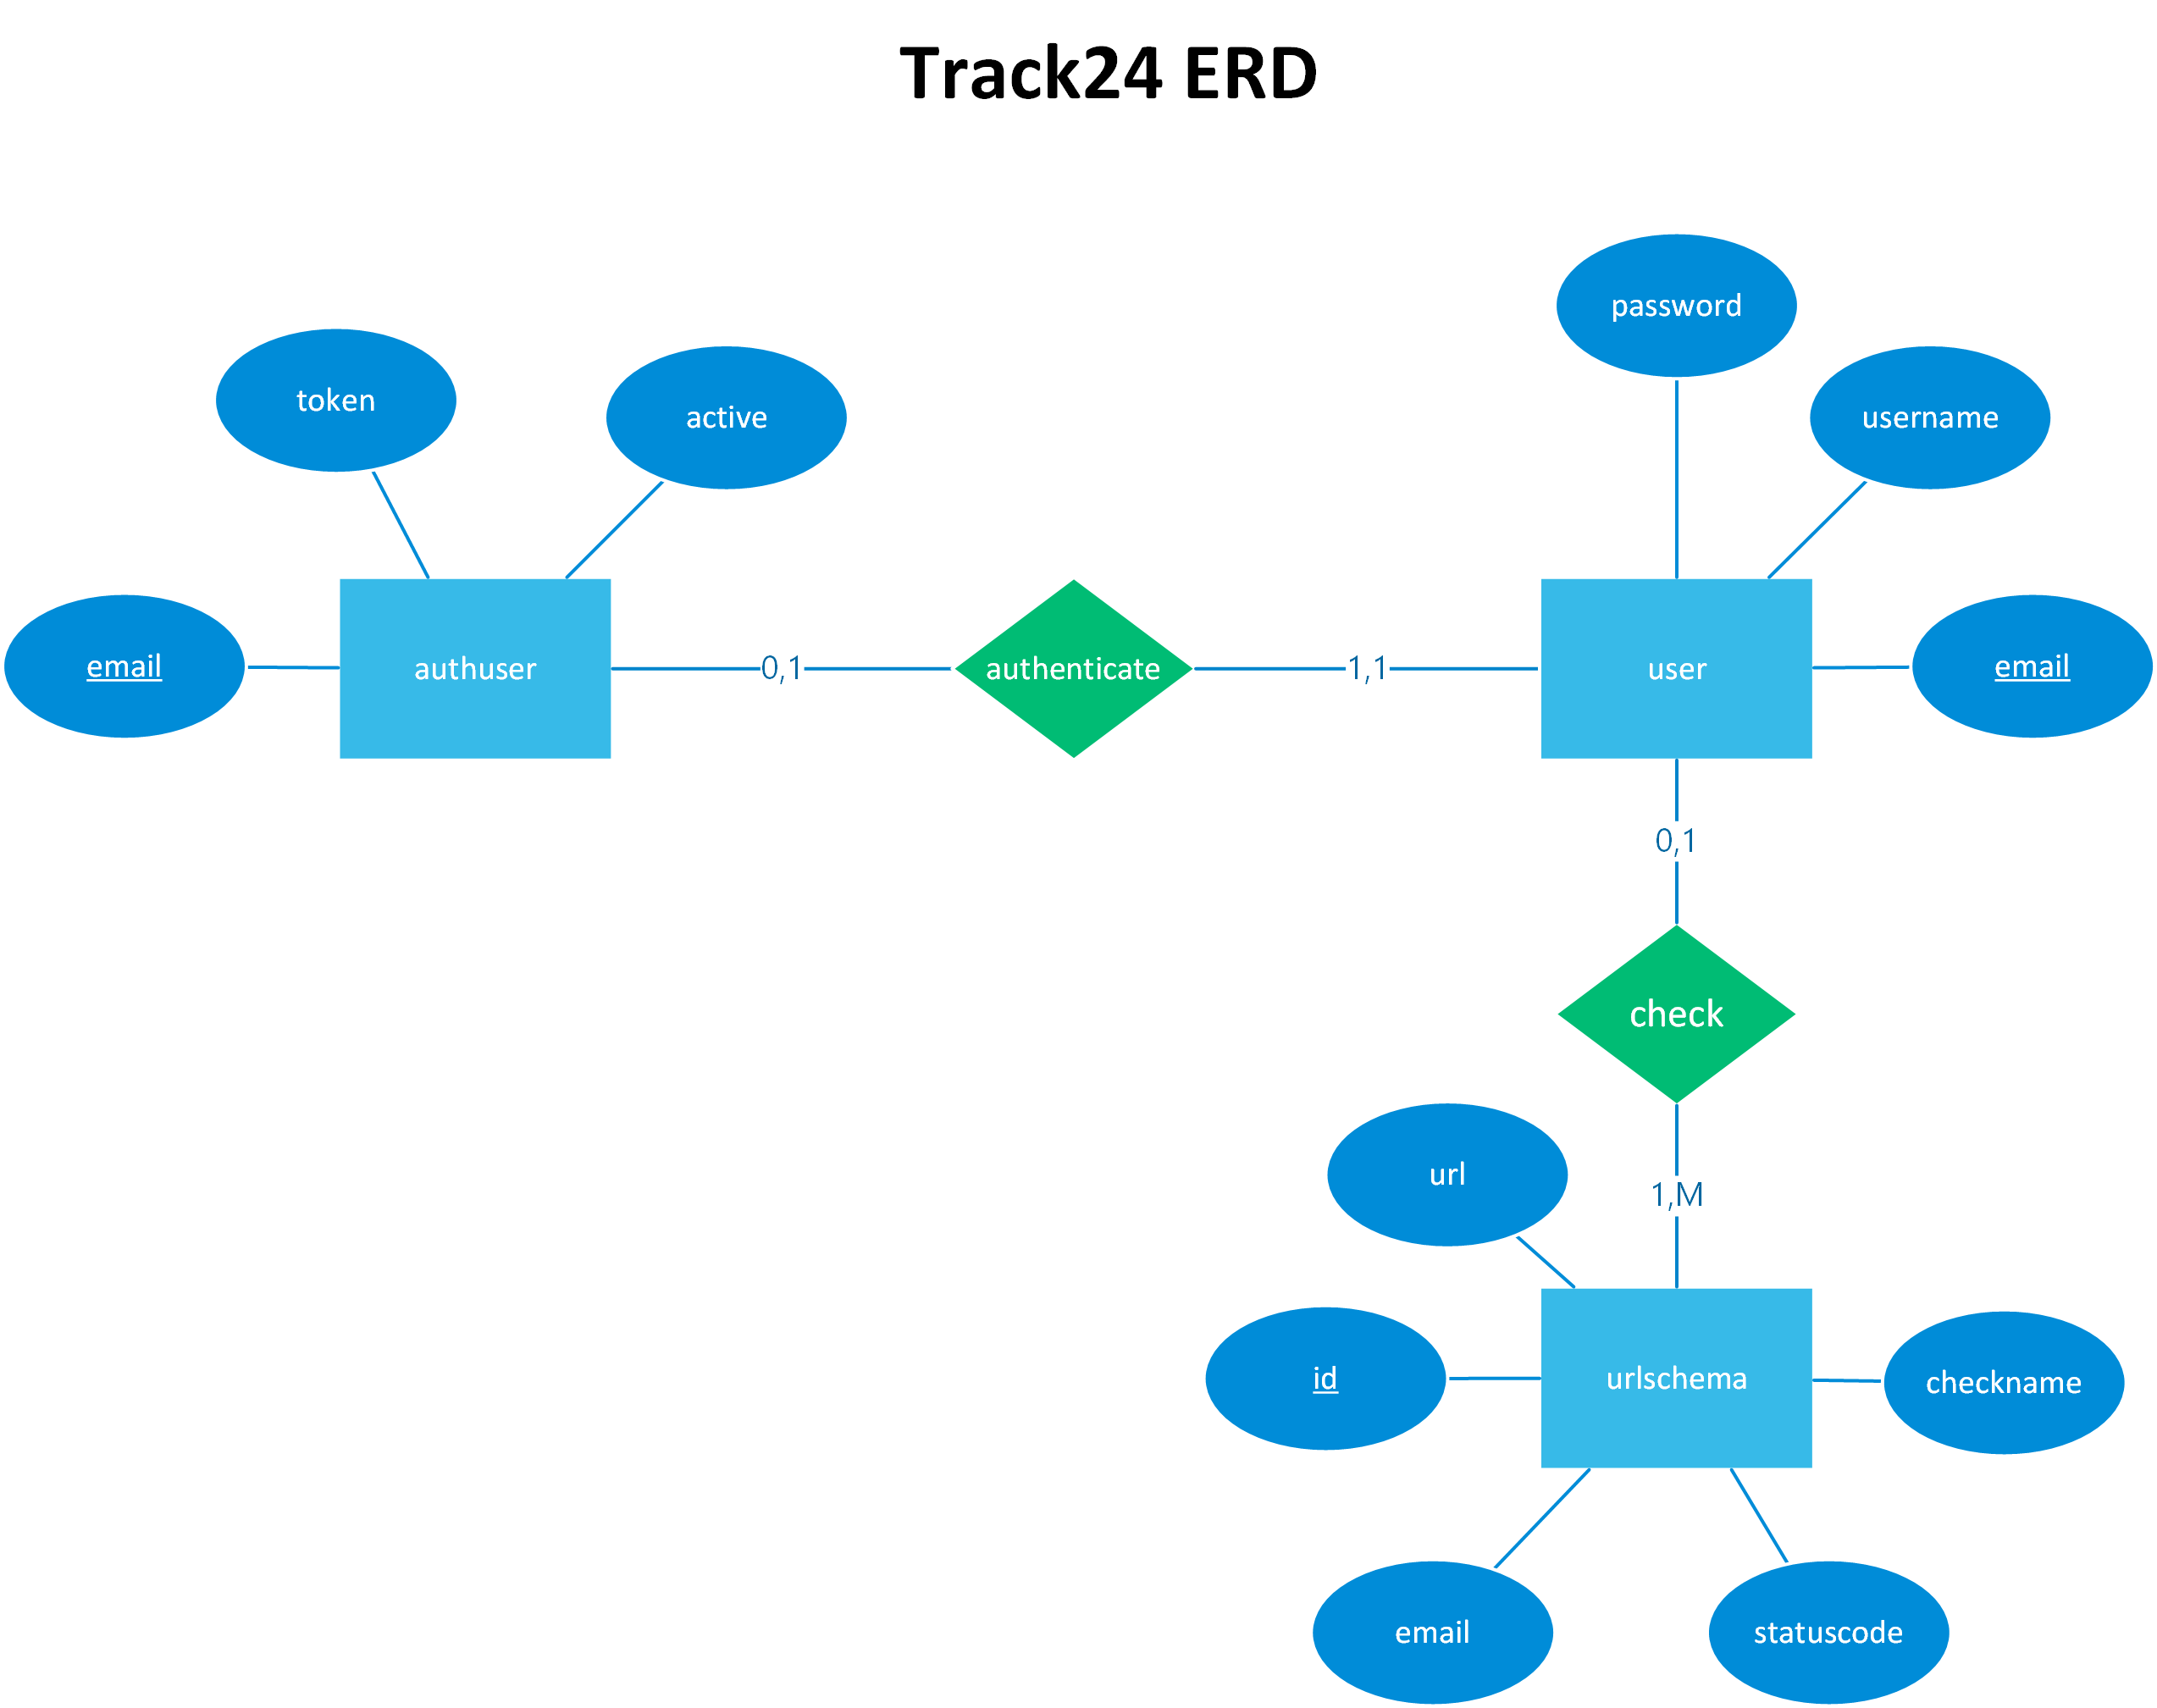 Track24 ERD
password
token
active
username
email
authuser
0,1
authenticate
1,1
user
email
0,1
check
url
1,M
id
urlschema
checkname
email
statuscode